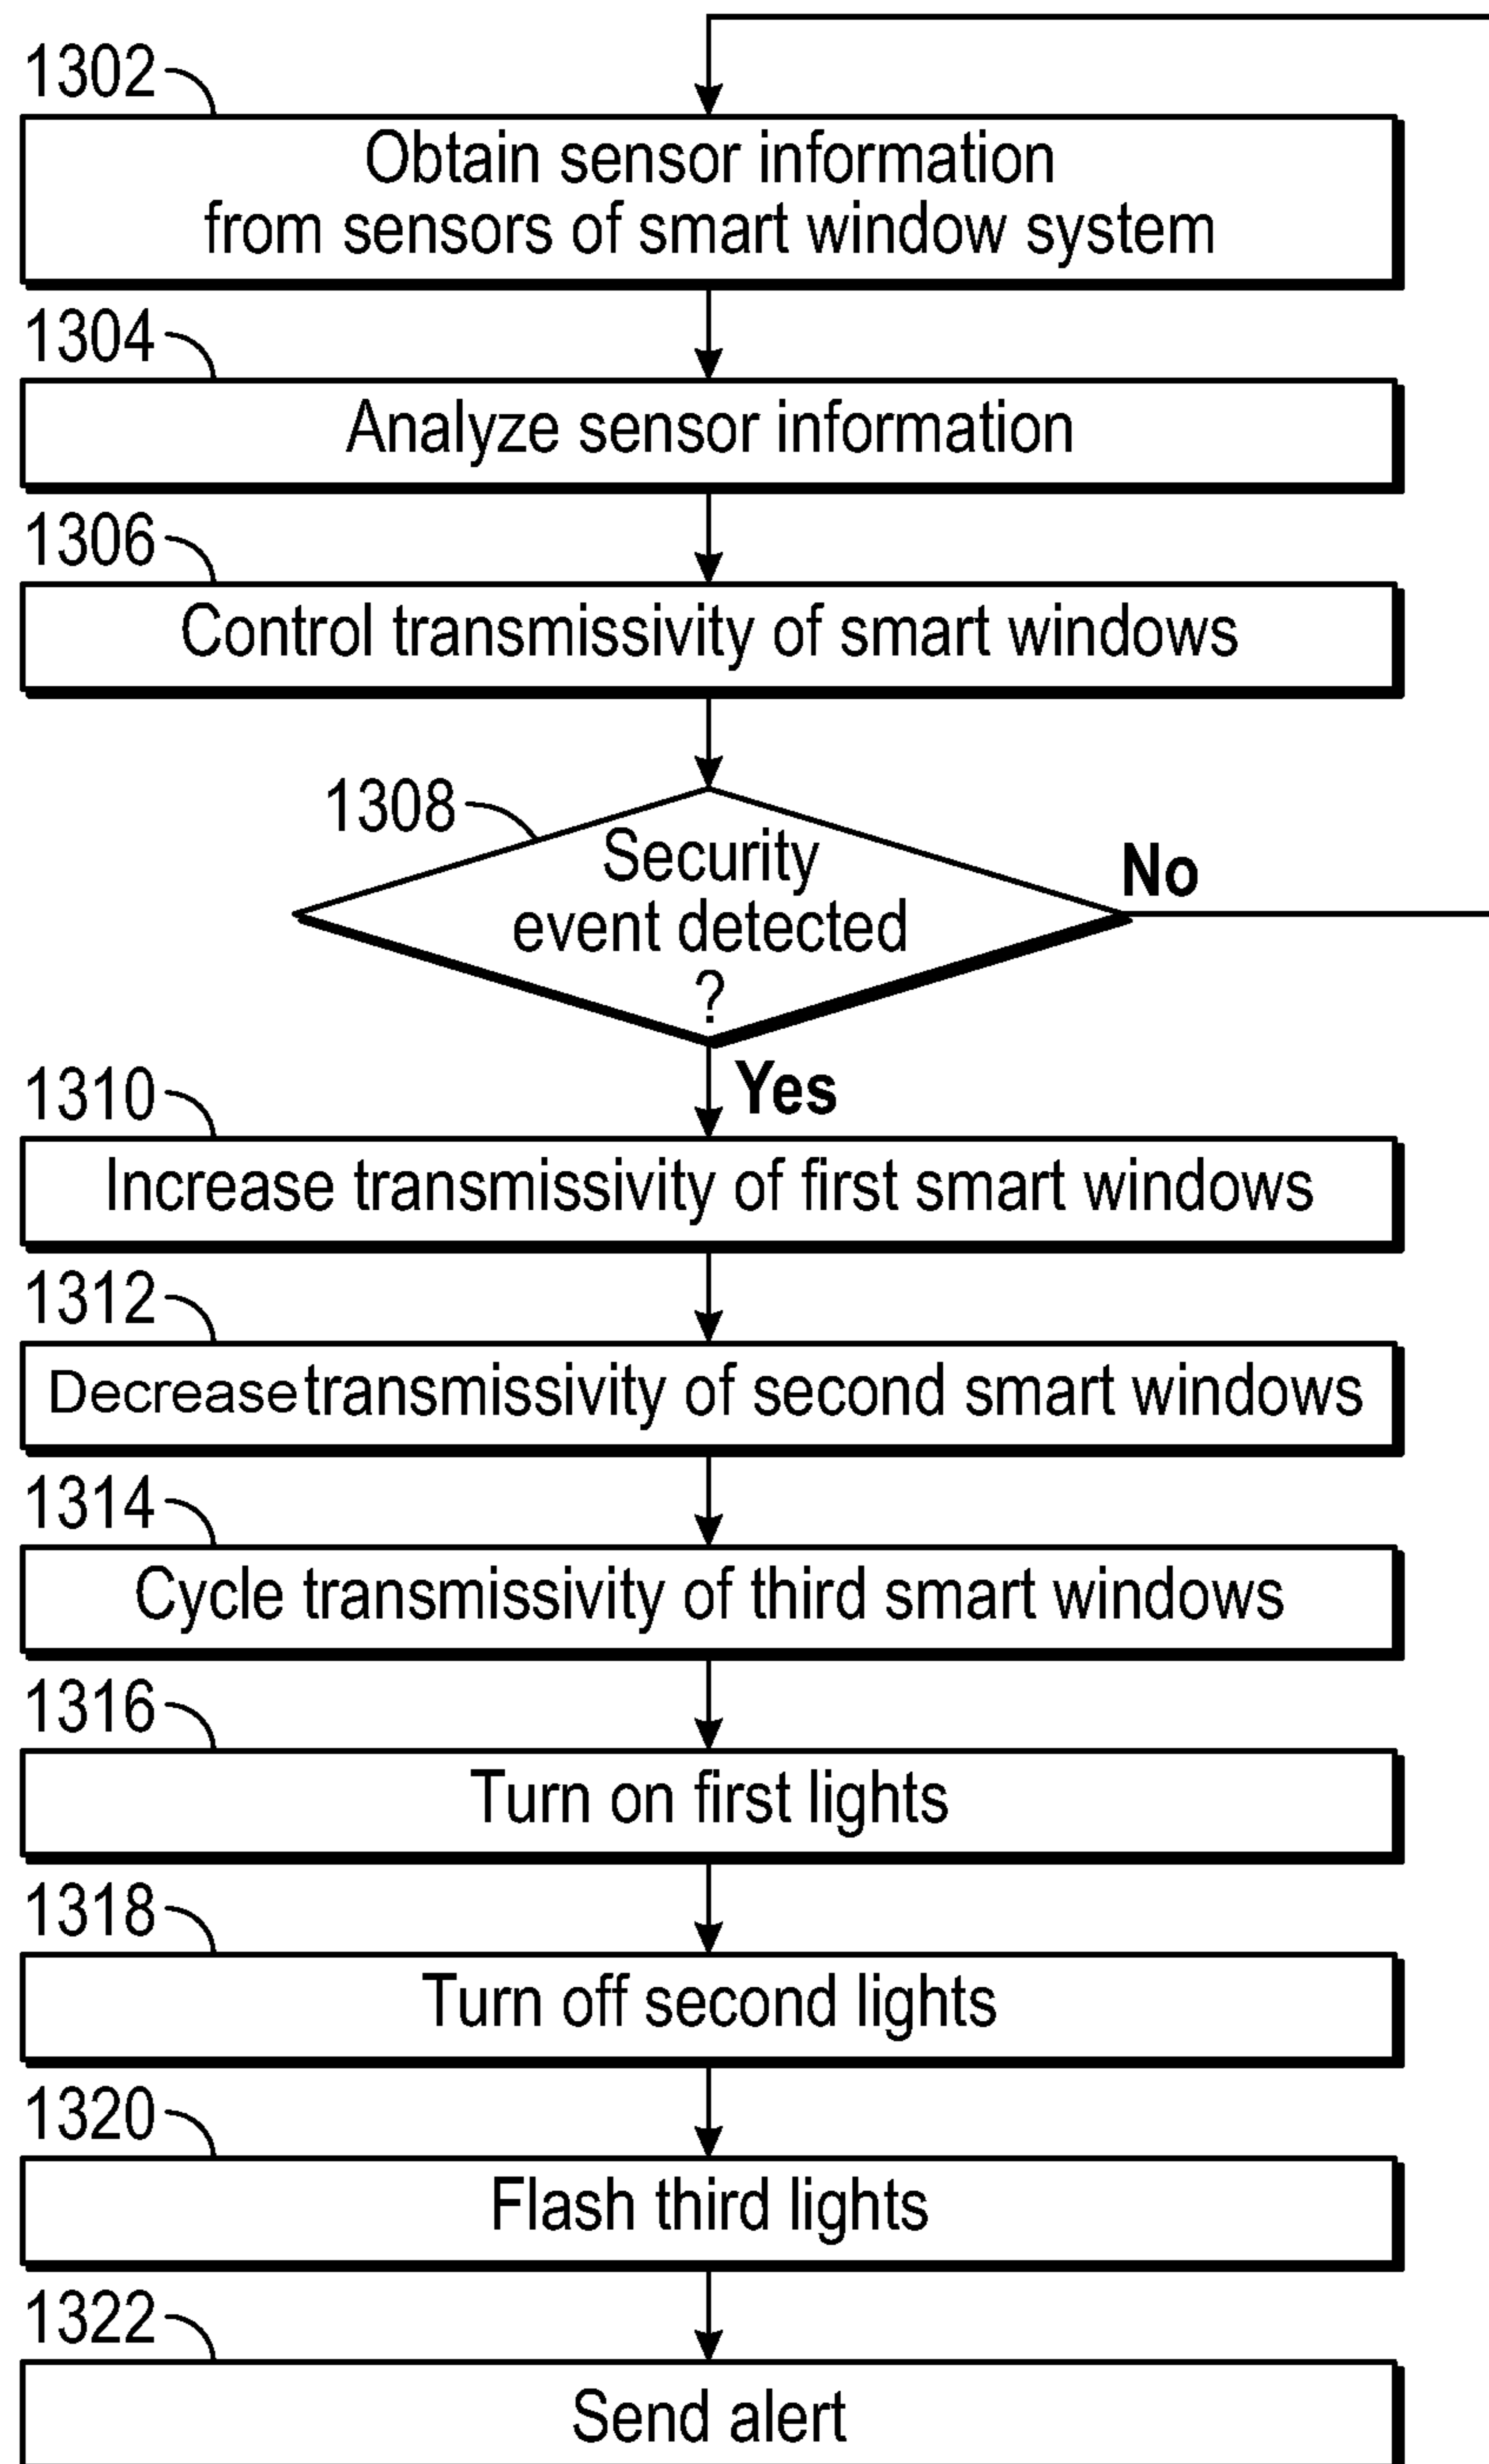 1302
Obtain sensor information
from sensors of smart window system
1304
Analyze sensor information
1306
Control transmissivity of smart windows
1308
Security
event detected
?
No
Yes
1310
Increase transmissivity of first smart windows
1312
Decrease transmissivity of second smart windows
1314
Cycle transmissivity of third smart windows
1316
Turn on first lights
1318
Turn off second lights
1320
Flash third lights
1322
Send alert